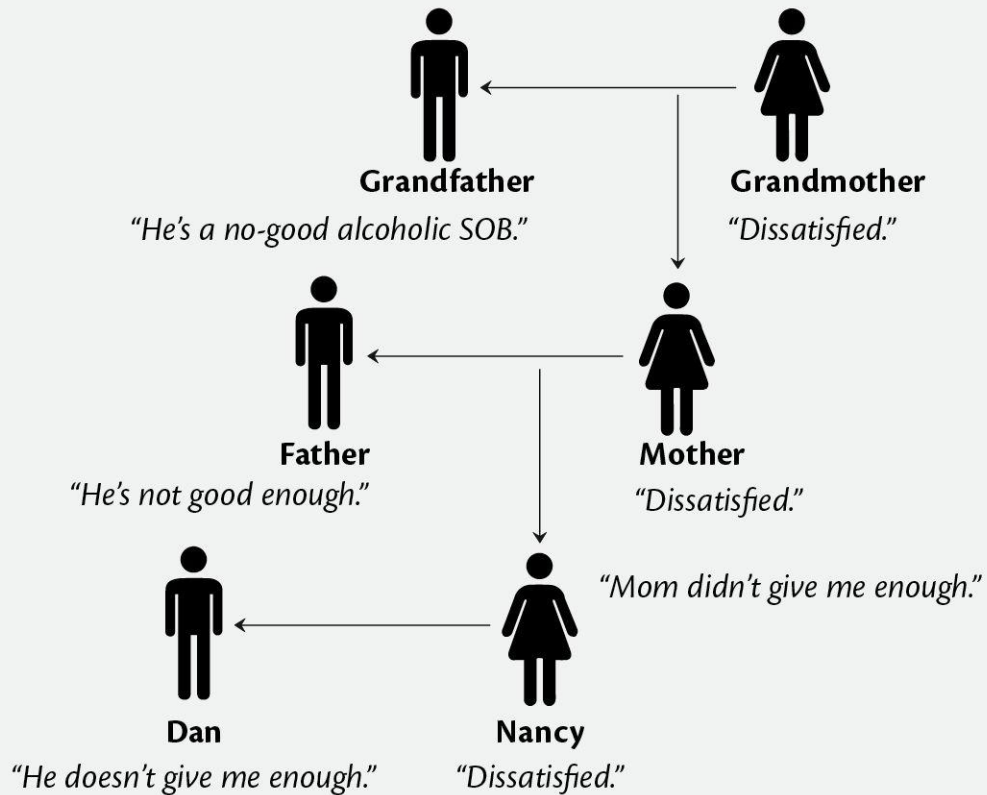 Grandfather
Grandmother
“He’s a no-good alcoholic SOB.”
“Dissatisfied.”
Father
Mother
“He’s not good enough.”
“Dissatisfied.”
“Mom didn’t give me enough.”
Dan
Nancy
“He doesn’t give me enough.”
“Dissatisfied.”